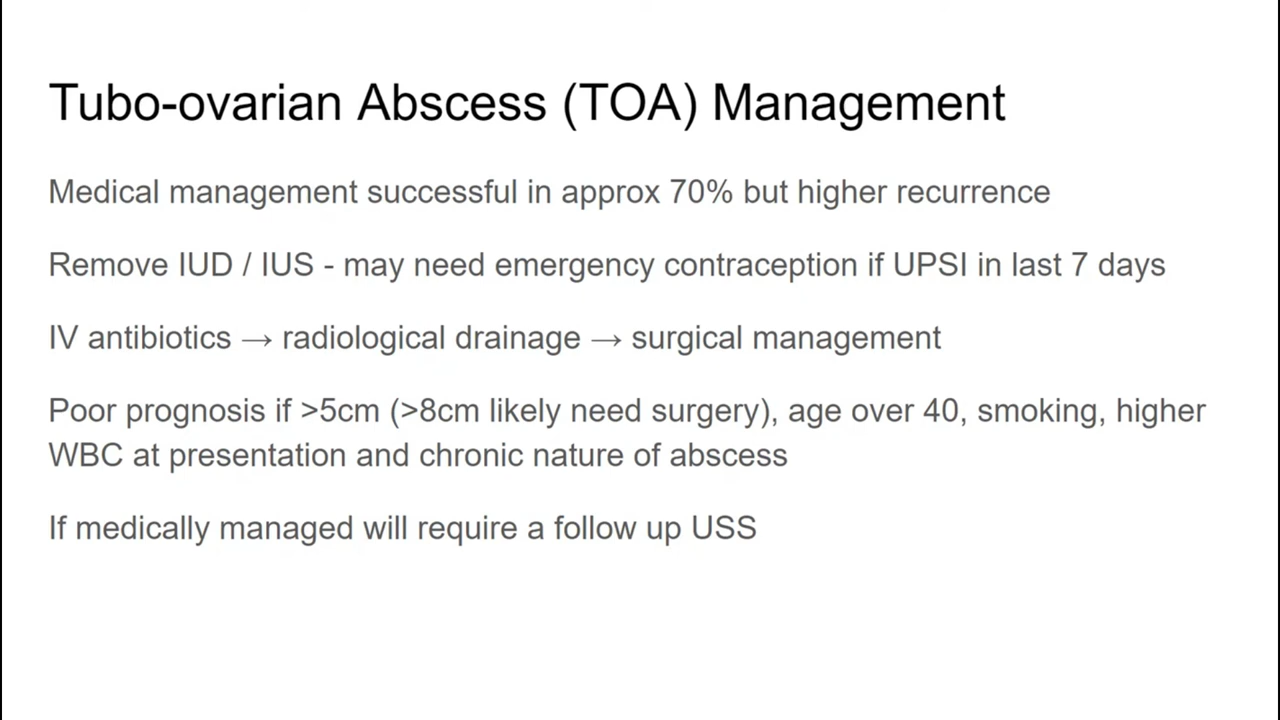 Tubo-ovarian Abscess (TOA) Management
Medical management successful in approx 70% but higher recurrence
Remove IUD / IUS - may need emergency contraception if UPSI in last 7 days
IV antibiotics → radiological drainage → surgical management
Poor prognosis if >5cm (>8cm likely need surgery), age over 40, smoking, higher
WBC at presentation and chronic nature of abscess
If medically managed will require a follow up USS